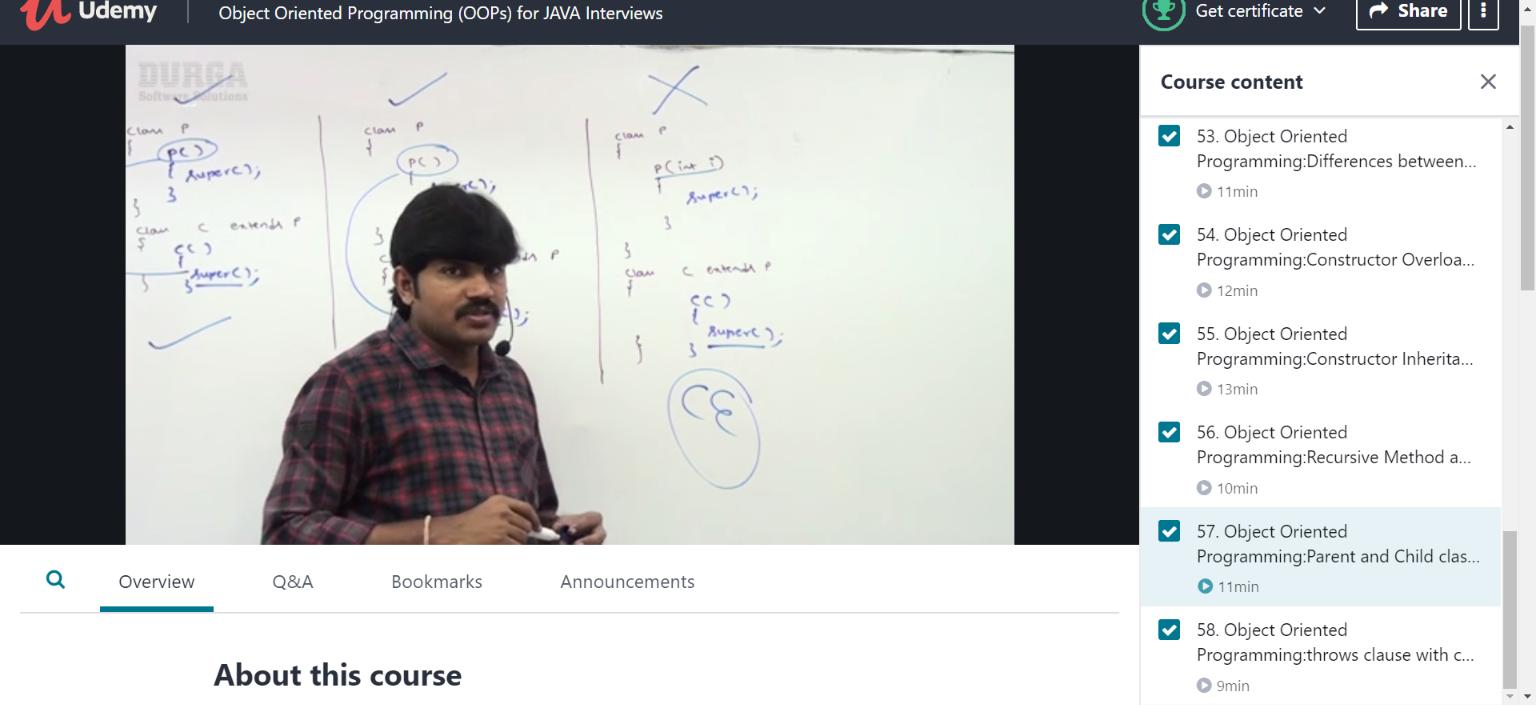 Udemy
Object Oriented Programming (OOPs) for JAVA Interviews
Get certificate
Share
DURGA
Software Solutions
class P
{
P( )
{ super( );
}
}
class C extends P
{
C( )
{
super( );
}
}
class P
{
P( )
{
);
}
P
{
);
class P
{
P(int i)
{
super( );
}
}
class C extends P
{
C( )
{
super( );
}
}
CE
Course content
53. Object Oriented
Programming:Differences between...
11min
54. Object Oriented
Programming:Constructor Overloa...
12min
55. Object Oriented
Programming:Constructor Inherita...
13min
56. Object Oriented
Programming:Recursive Method a...
10min
57. Object Oriented
Programming:Parent and Child clas...
11min
58. Object Oriented
Programming:throws clause with c...
9min
Overview
Q&A
Bookmarks
Announcements
About this course